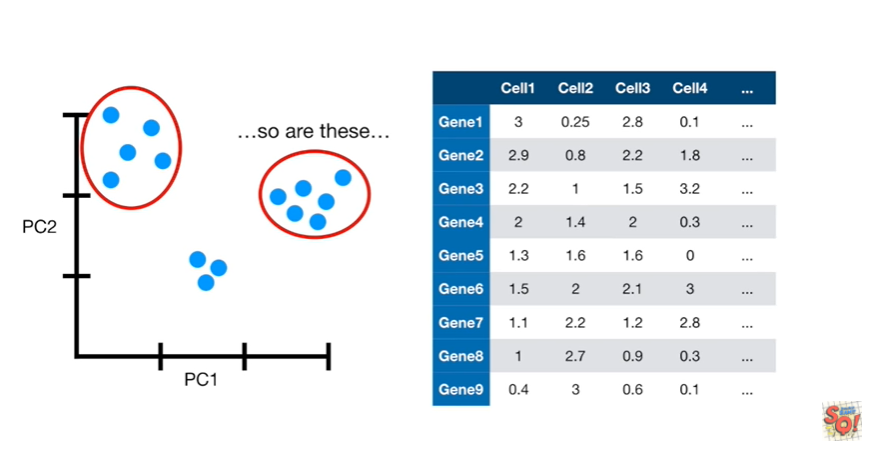 ...so are these...
PC2
PC1
Cell1 Cell2 Cell3 Cell4 ...
Gene1 3 0.25 2.8 0.1 ...
Gene2 2.9 0.8 2.2 1.8 ...
Gene3 2.2 1 1.5 3.2 ...
Gene4 2 1.4 2 0.3 ...
Gene5 1.3 1.6 1.6 0 ...
Gene6 1.5 2 2.1 3 ...
Gene7 1.1 2.2 1.2 2.8 ...
Gene8 1 2.7 0.9 0.3 ...
Gene9 0.4 3 0.6 0.1 ...
SQ!